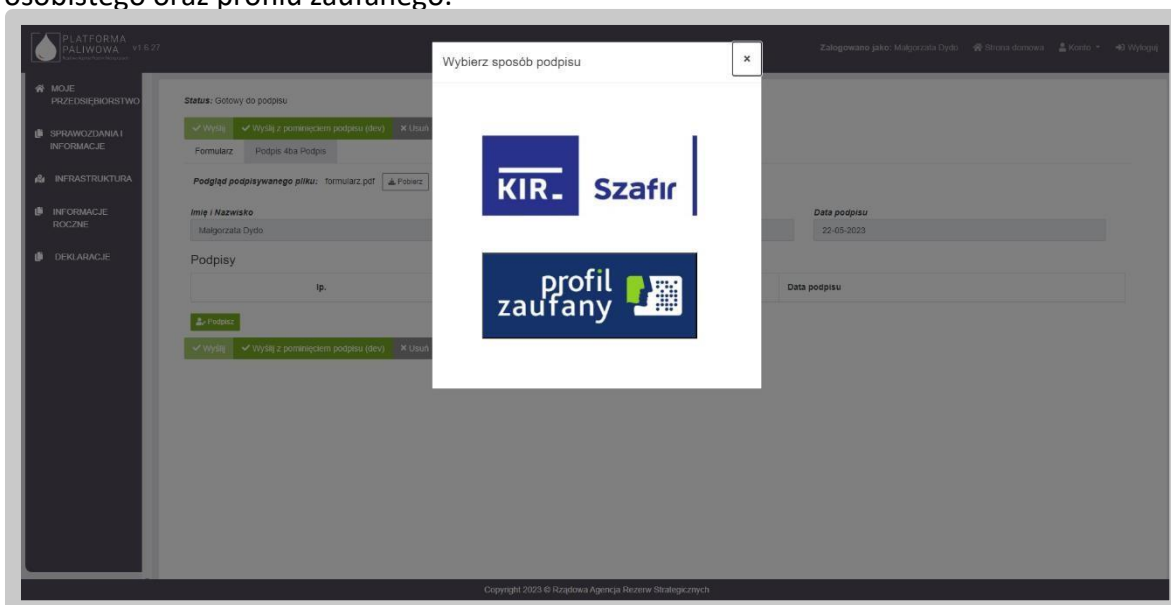 osobistego oraz profilu zaufanego.
PLATFORMA
PALIWOWA v1.6.27
Zalogowano jako: Małgorzata Dydo Strona domowa Konto Wyloguj
Wybierz sposób podpisu
×
MOJE
PRZEDSIĘBIORSTWO
SPRAWOZDANIA I
INFORMACJE
INFRASTRUKTURA
INFORMACJE
ROCZNE
DEKLARACJE
Status: Gotowy do podpisu
Wyślij Wyślij z pominięciem podpisu (dev) Usuń
Formularz Podpis 4ba Podpis
Podgląd podpisywanego pliku: formularz.pdf Pobierz
Imię i Nazwisko Data podpisu
Małgorzata Dydo 22-05-2023
Podpisy
lp. Data podpisu
Podpisz
Wyślij Wyślij z pominięciem podpisu (dev) Usuń
KIR Szafir
profil
zaufany
Copyright 2023 © Rządowa Agencja Rezerw Strategicznych